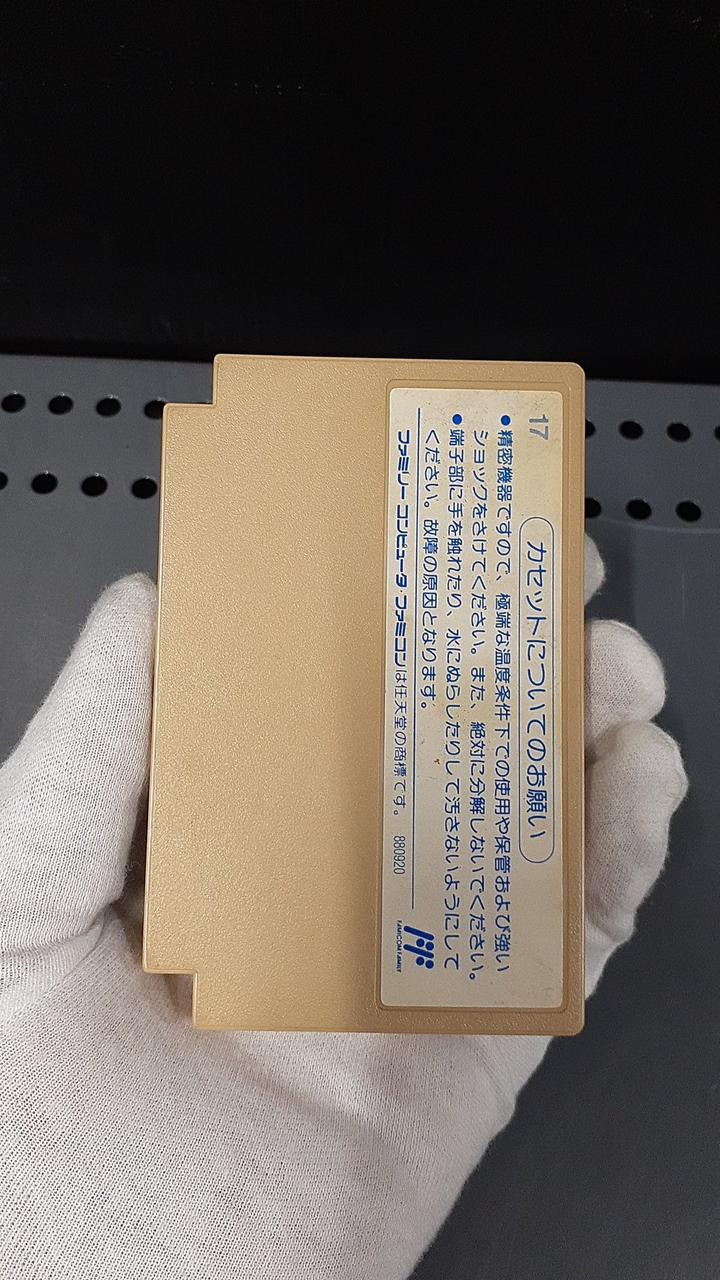 17
カセットについてのお願い
●精密機器ですので、極端な温度条件下での使用や保管および強い
ショックをさけてください。また、絶対に分解しないでください。
●端子部に手を触れたり、水にぬらしたりして汚さないようにして
ください。故障の原因となります。
ファミリーコンピュータ・ファミコンは任天堂の商標です。 880920
FAMICOM FAMILY